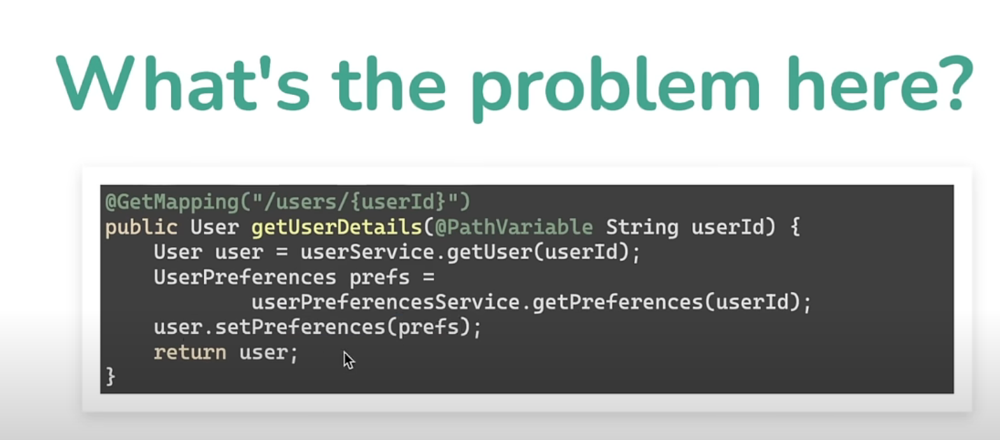 What's the problem here?
@GetMapping("/users/{userId}")
public User getUserDetails(@PathVariable String userId) {
    User user = userService.getUser(userId);
    UserPreferences prefs =
            userPreferencesService.getPreferences(userId);
    user.setPreferences(prefs);
    return user;
}